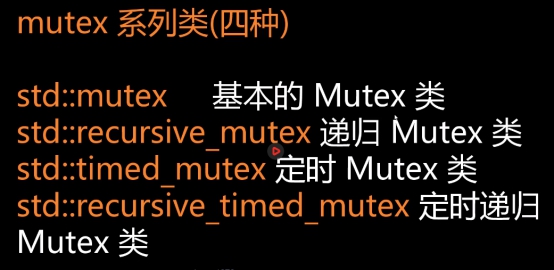 mutex 系列类(四种)
std::mutex 基本的 Mutex 类
std::recursive_mutex 递归 Mutex 类
std::timed_mutex 定时 Mutex 类
std::recursive_timed_mutex 定时递归
Mutex 类